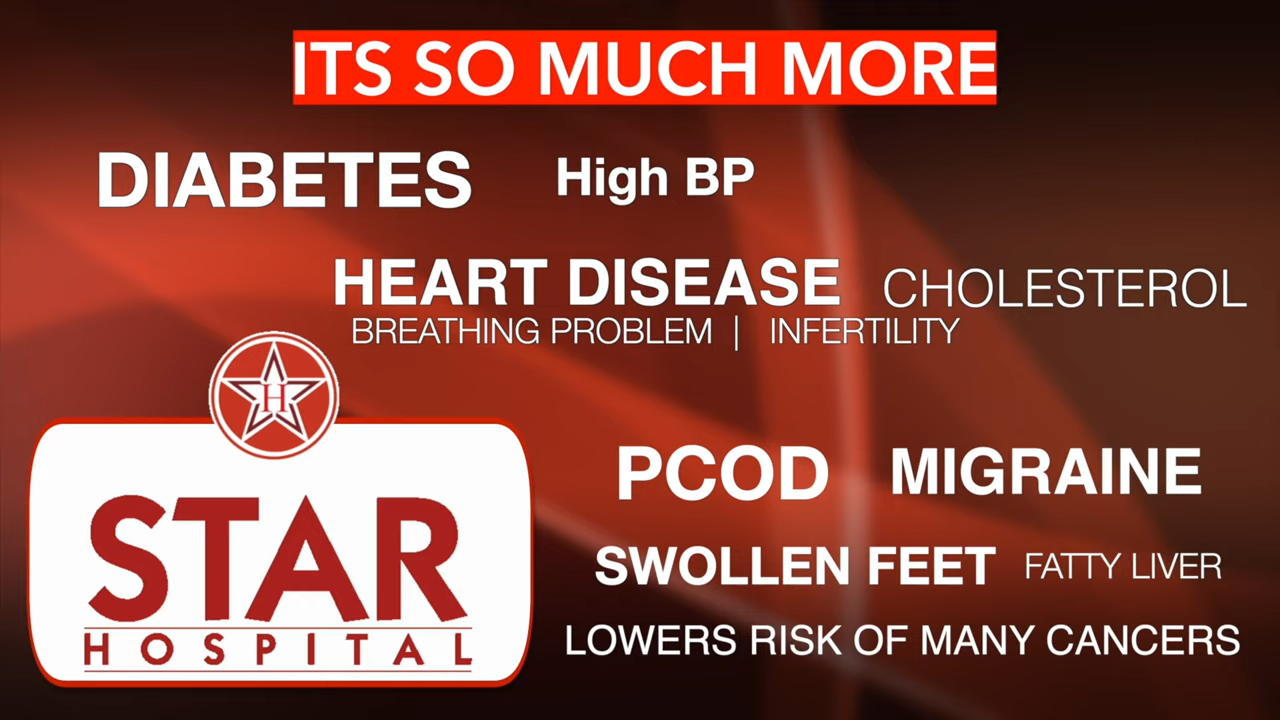 ITS SO MUCH MORE
DIABETES High BP
HEART DISEASE CHOLESTEROL
BREATHING PROBLEM | INFERTILITY
H
PCOD MIGRAINE
STAR
SWOLLEN FEET FATTY LIVER
HOSPITAL
LOWERS RISK OF MANY CANCERS